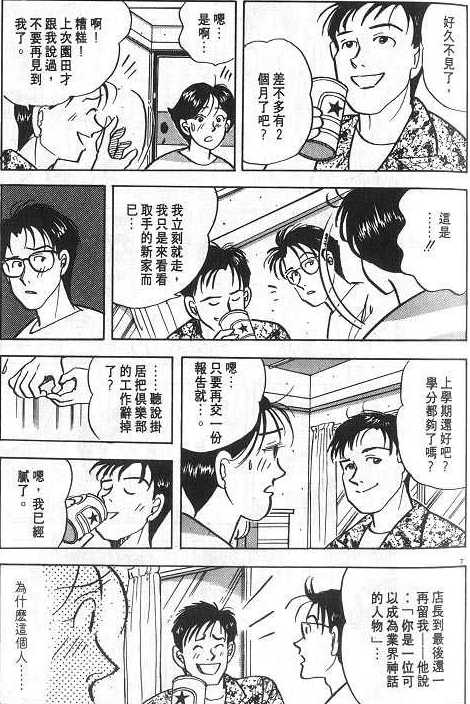 好久不見了，
差不多有2
個月了吧？
嗯…
是啊…
啊！
糟糕！
上次園田才
跟我說過，
不要再見到
我了。
這是
……!!
我立刻就走，
我只是來看看
取手的新家而
已…
上學期還好吧？
學分都夠了嗎？
嗯…
只要再交一份
報告就…。
……聽說掛
居把俱樂部
的工作辭掉
了？
嗯，我已經
膩了。
7
店長到最後還一
再留我——他說
：「你是一位可
以成為業界神話
的人物」…
為什麼這個人…